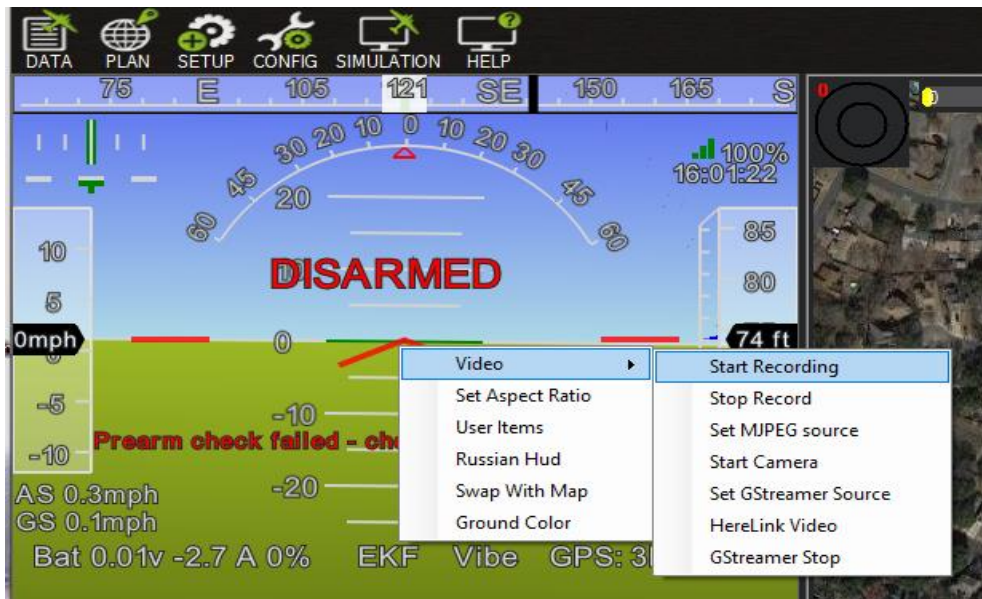 DATA PLAN SETUP CONFIG SIMULATION HELP
75 E 105 121 SE 150 165 S
0
60 45 30 20 10 0 10 20 30 45 60
100%
16:01:22
20
10
0
-10
-20
DISARMED
10
5
0mph
-5
-10
85
80
74 ft
Prearm check failed -
AS 0.3mph
GS 0.1mph
Bat 0.01v -2.7 A 0% EKF Vibe GPS:
Video
Set Aspect Ratio
User Items
Russian Hud
Swap With Map
Ground Color
Start Recording
Stop Record
Set MJPEG source
Start Camera
Set GStreamer Source
HereLink Video
GStreamer Stop